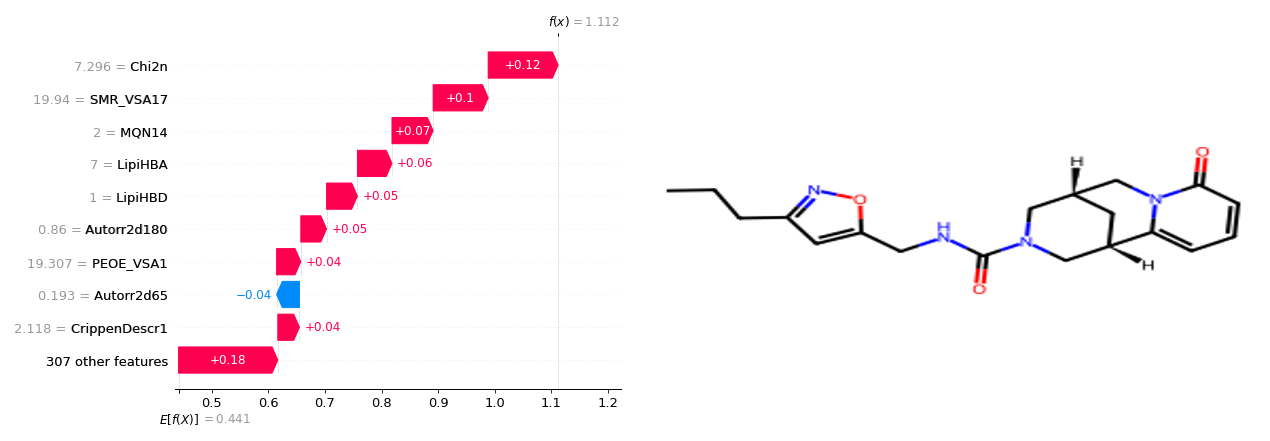 f(x) = 1.112
7.296 = Chi2n
+0.12
19.94 = SMR_VSA17
+0.1
2 = MQN14
+0.07
7 = LipiHBA
+0.06
1 = LipiHBD
+0.05
0.86 = Autorr2d180
+0.05
19.307 = PEOE_VSA1
+0.04
0.193 = Autorr2d65
−0.04
2.118 = CrippenDescr1
+0.04
307 other features
+0.18
0.5 0.6 0.7 0.8 0.9 1.0 1.1 1.2
E[f(X)] = 0.441
O
H
N
O
N
H
N
N
H
O